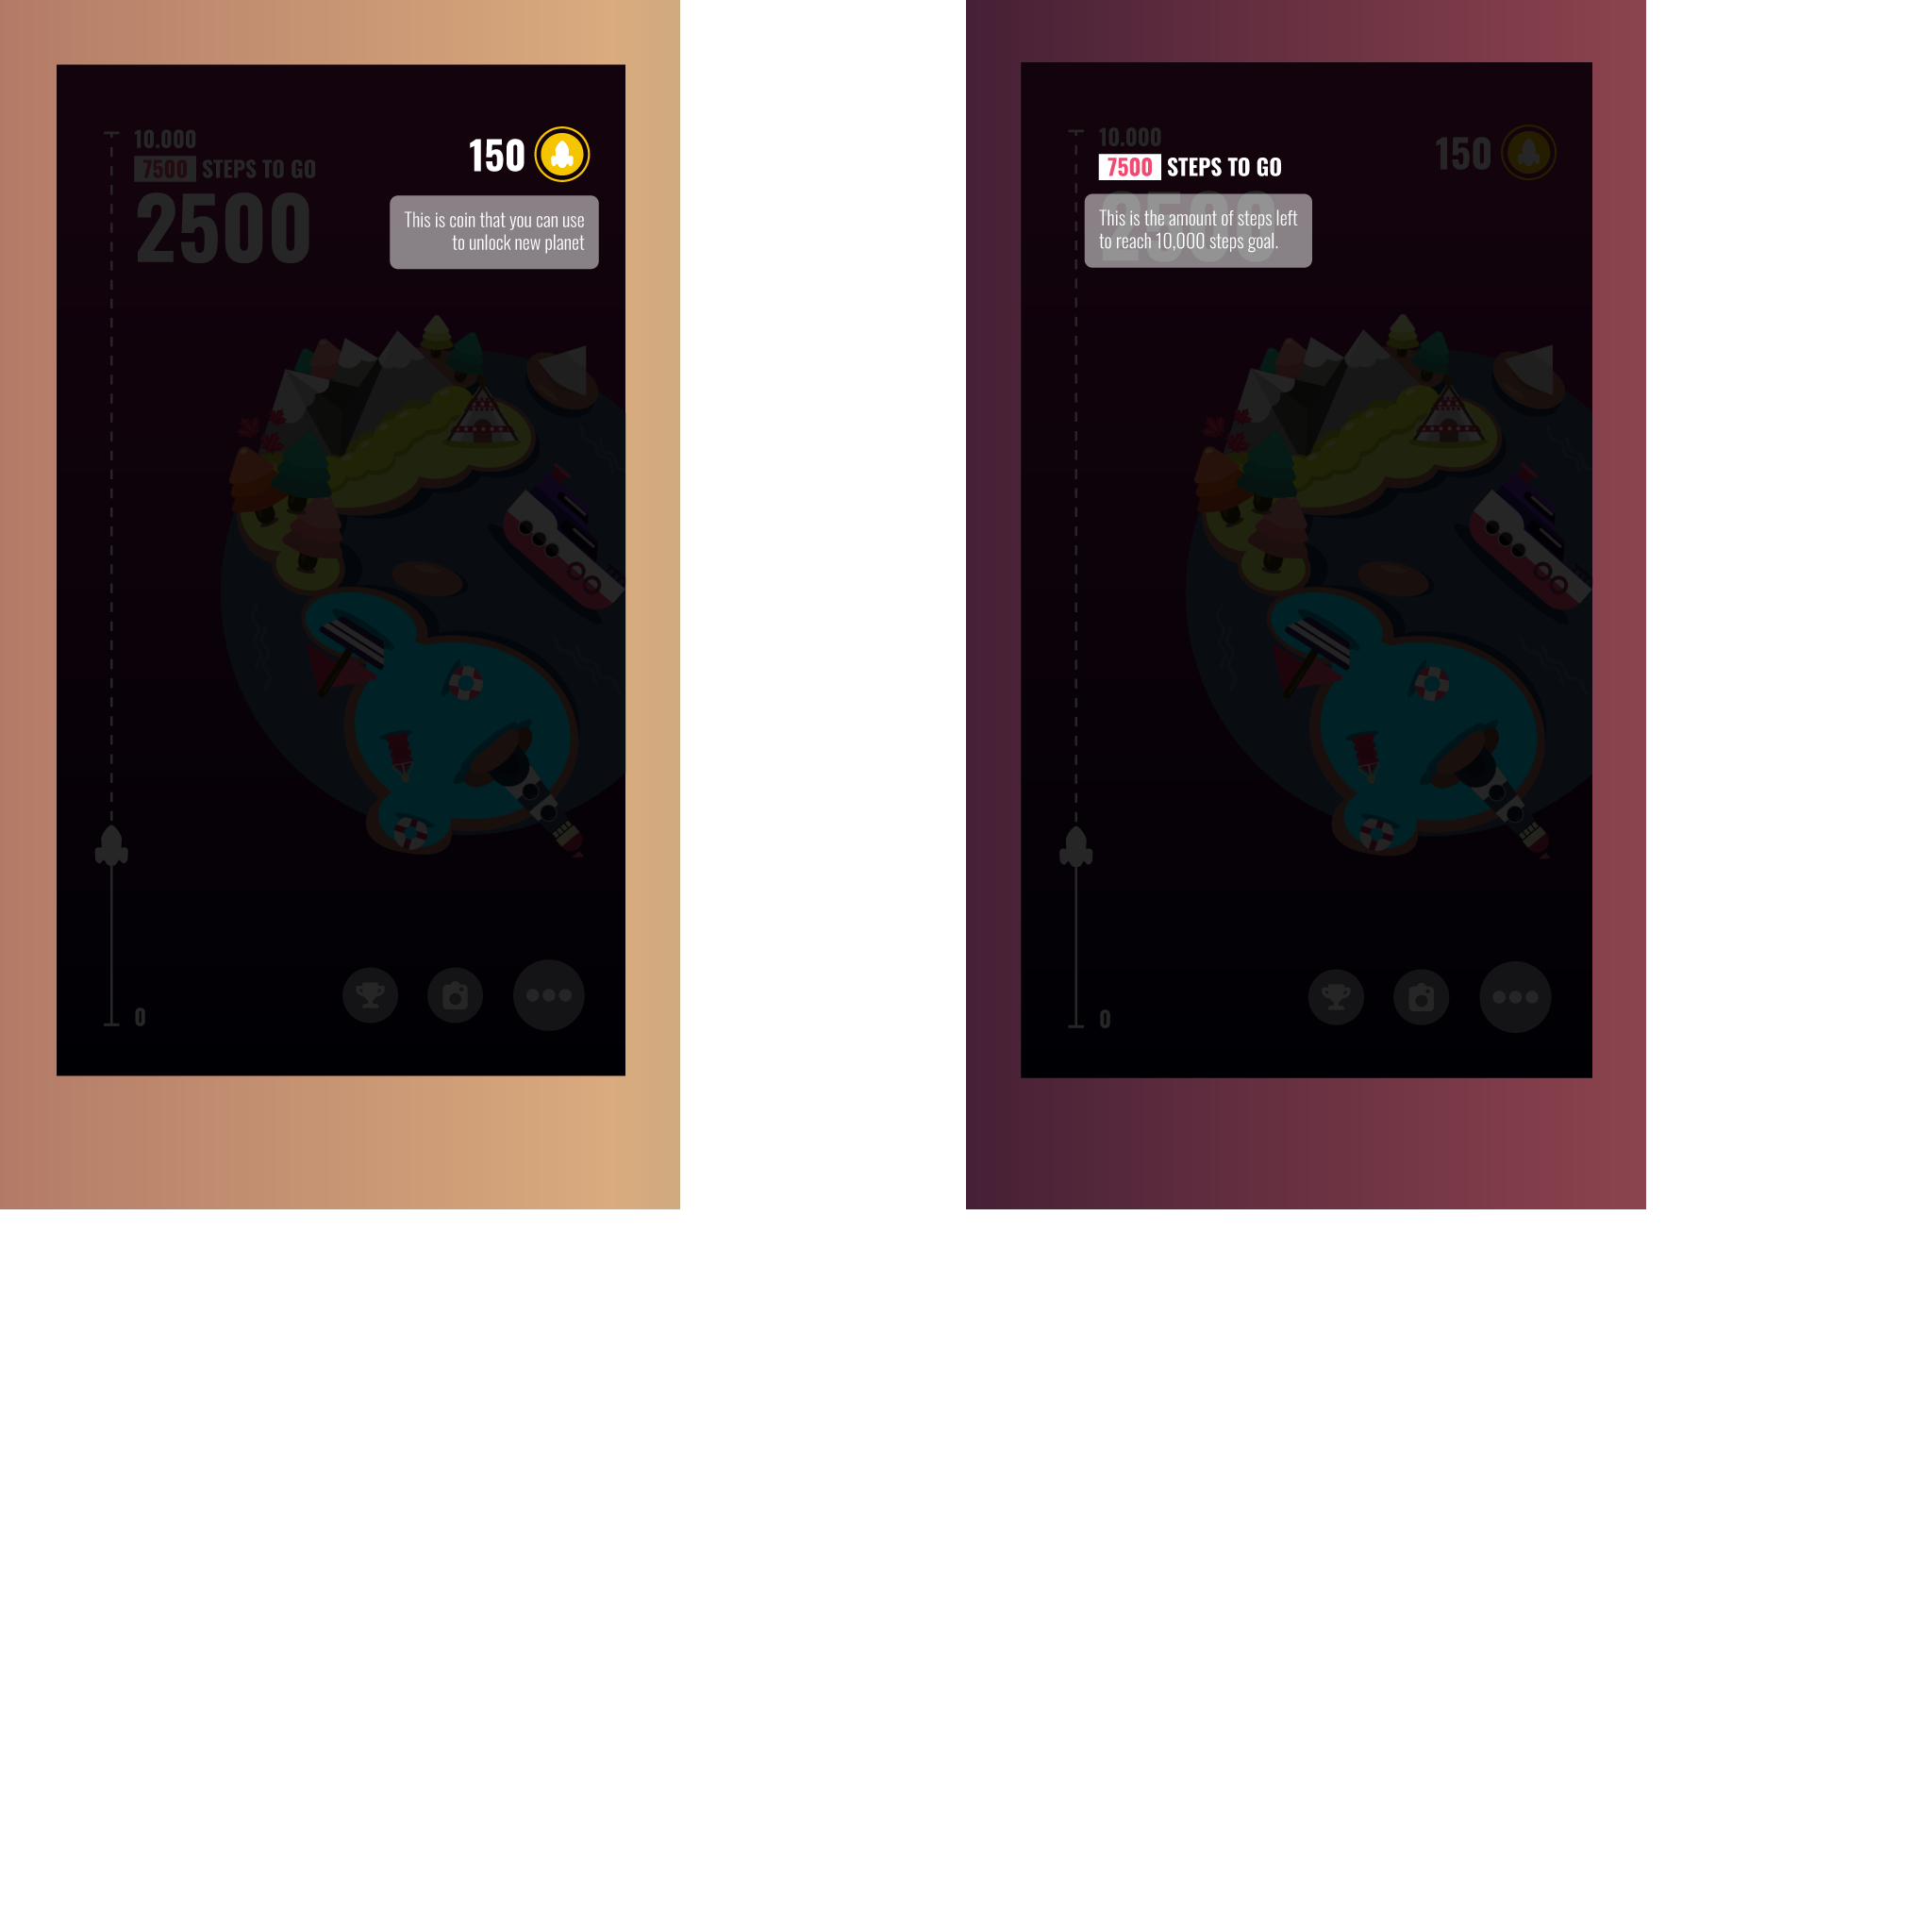 10.000
7500 STEPS TO GO
2500
150
This is coin that you can use
to unlock new planet
0
10.000
7500 STEPS TO GO
2500
150
This is the amount of steps left
to reach 10,000 steps goal.
0